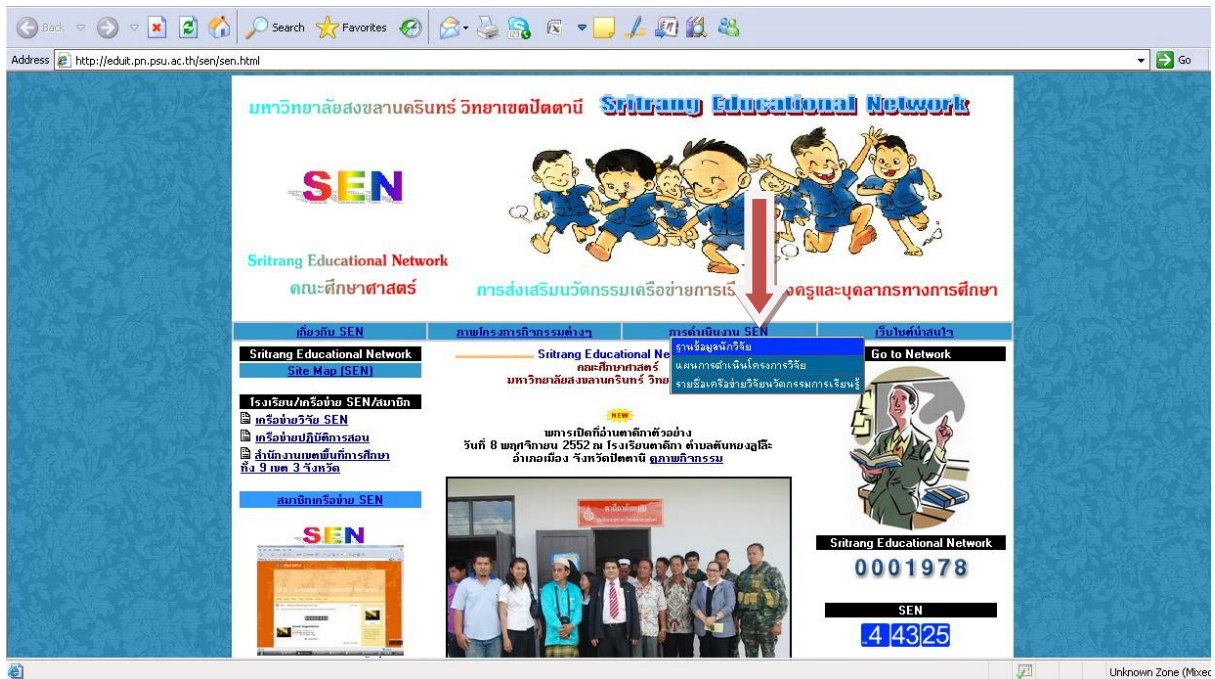 Back Search Favorites
Address http://eduit.pn.psu.ac.th/sen/sen.html Go
มหาวิทยาลัยสงขลานครินทร์ วิทยาเขตปัตตานี Sritrang Educational Network
SEN
Sritrang Educational Network
คณะศึกษาศาสตร์
การส่งเสริมนวัตกรรมเครือข่ายการเรี งครูและบุคลากรทางการศึกษา
เกี่ยวกับ SEN ภาพโครงการกิจกรรมต่างๆ การดำเนินงาน SEN เว็บไซต์น่าสนใจ
ฐานข้อมูลนักวิจัย
แผนการดำเนินโครงการวิจัย
รายชื่อเครือข่ายวิจัยนวัตกรรมการเรียนรู้
Sritrang Educational Network
Site Map (SEN)
โรงเรียน/เครือข่าย SEN/สมาชิก
เครือข่ายวิจัย SEN
เครือข่ายปฏิบัติการสอน
สำนักงานเขตพื้นที่การศึกษา
ทั้ง 9 เขต 3 จังหวัด
สมาชิกเครือข่าย SEN
SEN
Sritrang Educational Ne
คณะศึกษาศาสตร์
มหาวิทยาลัยสงขลานครินทร์ วิทย
NEW
พการเปิดที่อ่านตาดีกาตัวอย่าง
วันที่ 8 พฤศจิกายน 2552 ณ โรงเรียนตาดีกา ตำบลตันหยงลูโล๊ะ
อำเภอเมือง จังหวัดปัตตานี ดูภาพกิจกรรม
Go to Network
Sritrang Educational Network
0001978
SEN
4 43 25
Unknown Zone (Mixed